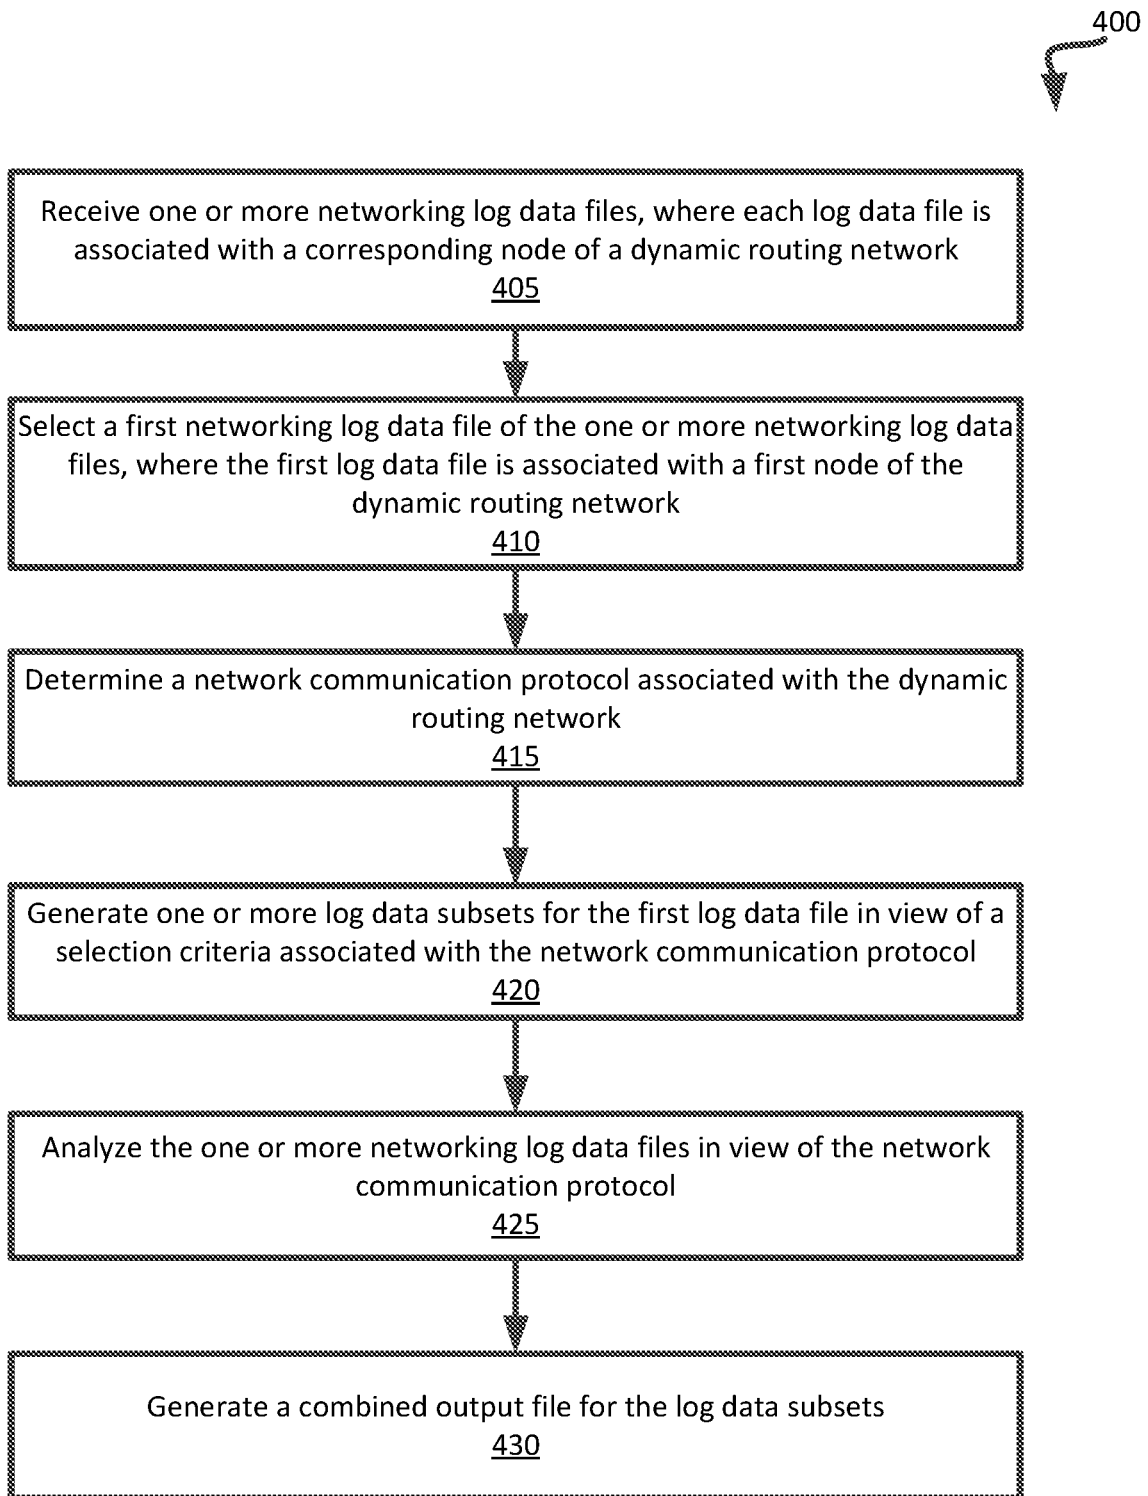 400
Receive one or more networking log data files, where each log data file is
associated with a corresponding node of a dynamic routing network
405
Select a first networking log data file of the one or more networking log data
files, where the first log data file is associated with a first node of the
dynamic routing network
410
Determine a network communication protocol associated with the dynamic
routing network
415
Generate one or more log data subsets for the first log data file in view of a
selection criteria associated with the network communication protocol
420
Analyze the one or more networking log data files in view of the network
communication protocol
425
Generate a combined output file for the log data subsets
430